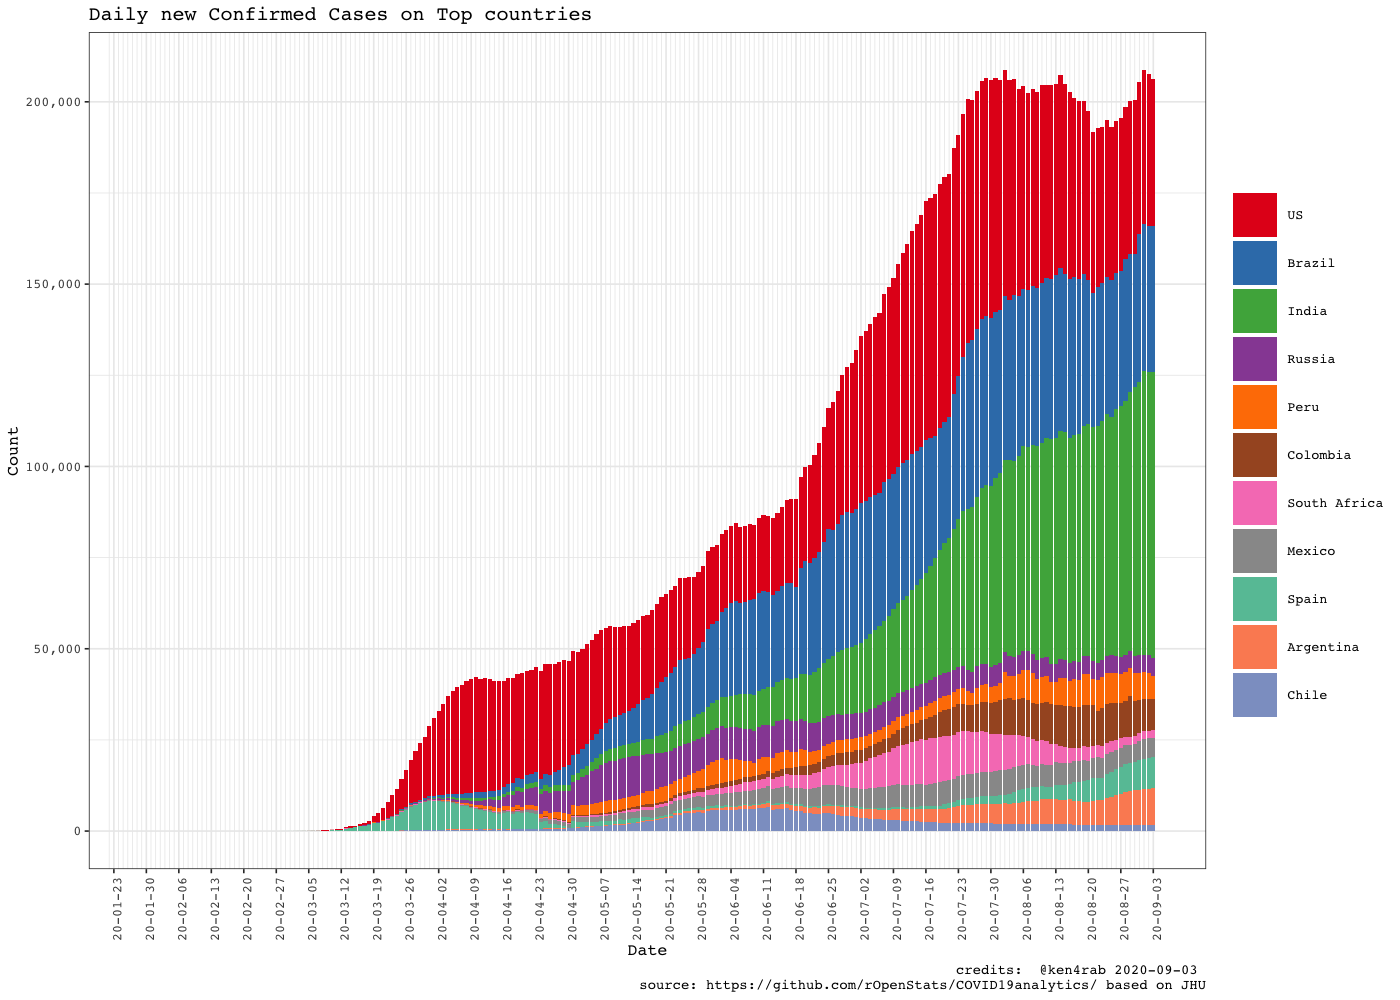 Daily new Confirmed Cases on Top countries
Count
200,000
150,000
100,000
50,000
0
20-01-23
20-01-30
20-02-06
20-02-13
20-02-20
20-02-27
20-03-05
20-03-12
20-03-19
20-03-26
20-04-02
20-04-09
20-04-16
20-04-23
20-04-30
20-05-07
20-05-14
20-05-21
20-05-28
20-06-04
20-06-11
20-06-18
20-06-25
20-07-02
20-07-09
20-07-16
20-07-23
20-07-30
20-08-06
20-08-13
20-08-20
20-08-27
20-09-03
Date
US
Brazil
India
Russia
Peru
Colombia
South Africa
Mexico
Spain
Argentina
Chile
credits:  @ken4rab 2020-09-03
source: https://github.com/rOpenStats/COVID19analytics/ based on JHU